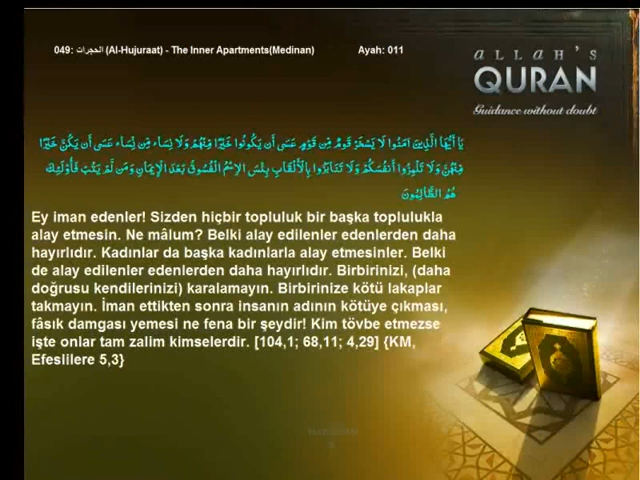 049: الحجرات (Al-Hujuraat) - The Inner Apartments(Medinan) Ayah: 011
ALLAH'S
QURAN
Guidance without doubt
يَا أَيُّهَا الَّذِينَ آمَنُوا لَا يَسْخَرْ قَومٌ مِّن قَوْمٍ عَسَى أَن يَكُونُوا خَيْرًا مِّنْهُمْ وَلَا نِسَاء مِّن نِّسَاء عَسَى أَن يَكُنَّ خَيْرًا
مِّنْهُنَّ وَلَا تَلْمِزُوا أَنفُسَكُمْ وَلَا تَنَابَزُوا بِالْأَلْقَابِ بِئْسَ الاِسْمُ الْفُسُوقُ بَعْدَ الْإِيمَانِ وَمَن لَّمْ يَتُبْ فَأُوْلَئِكَ
هُمُ الظَّالِمُونَ
Ey iman edenler! Sizden hiçbir topluluk bir başka toplulukla
alay etmesin. Ne mâlum? Belki alay edilenler edenlerden daha
hayırlıdır. Kadınlar da başka kadınlarla alay etmesinler. Belki
de alay edilenler edenlerden daha hayırlıdır. Birbirinizi, (daha
doğrusu kendilerinizi) karalamayın. Birbirinize kötü lakaplar
takmayın. İman ettikten sonra insanın adının kötüye çıkması,
fâsık damgası yemesi ne fena bir şeydir! Kim tövbe etmezse
işte onlar tam zalim kimselerdir. [104,1; 68,11; 4,29] {KM,
Efeslilere 5,3}